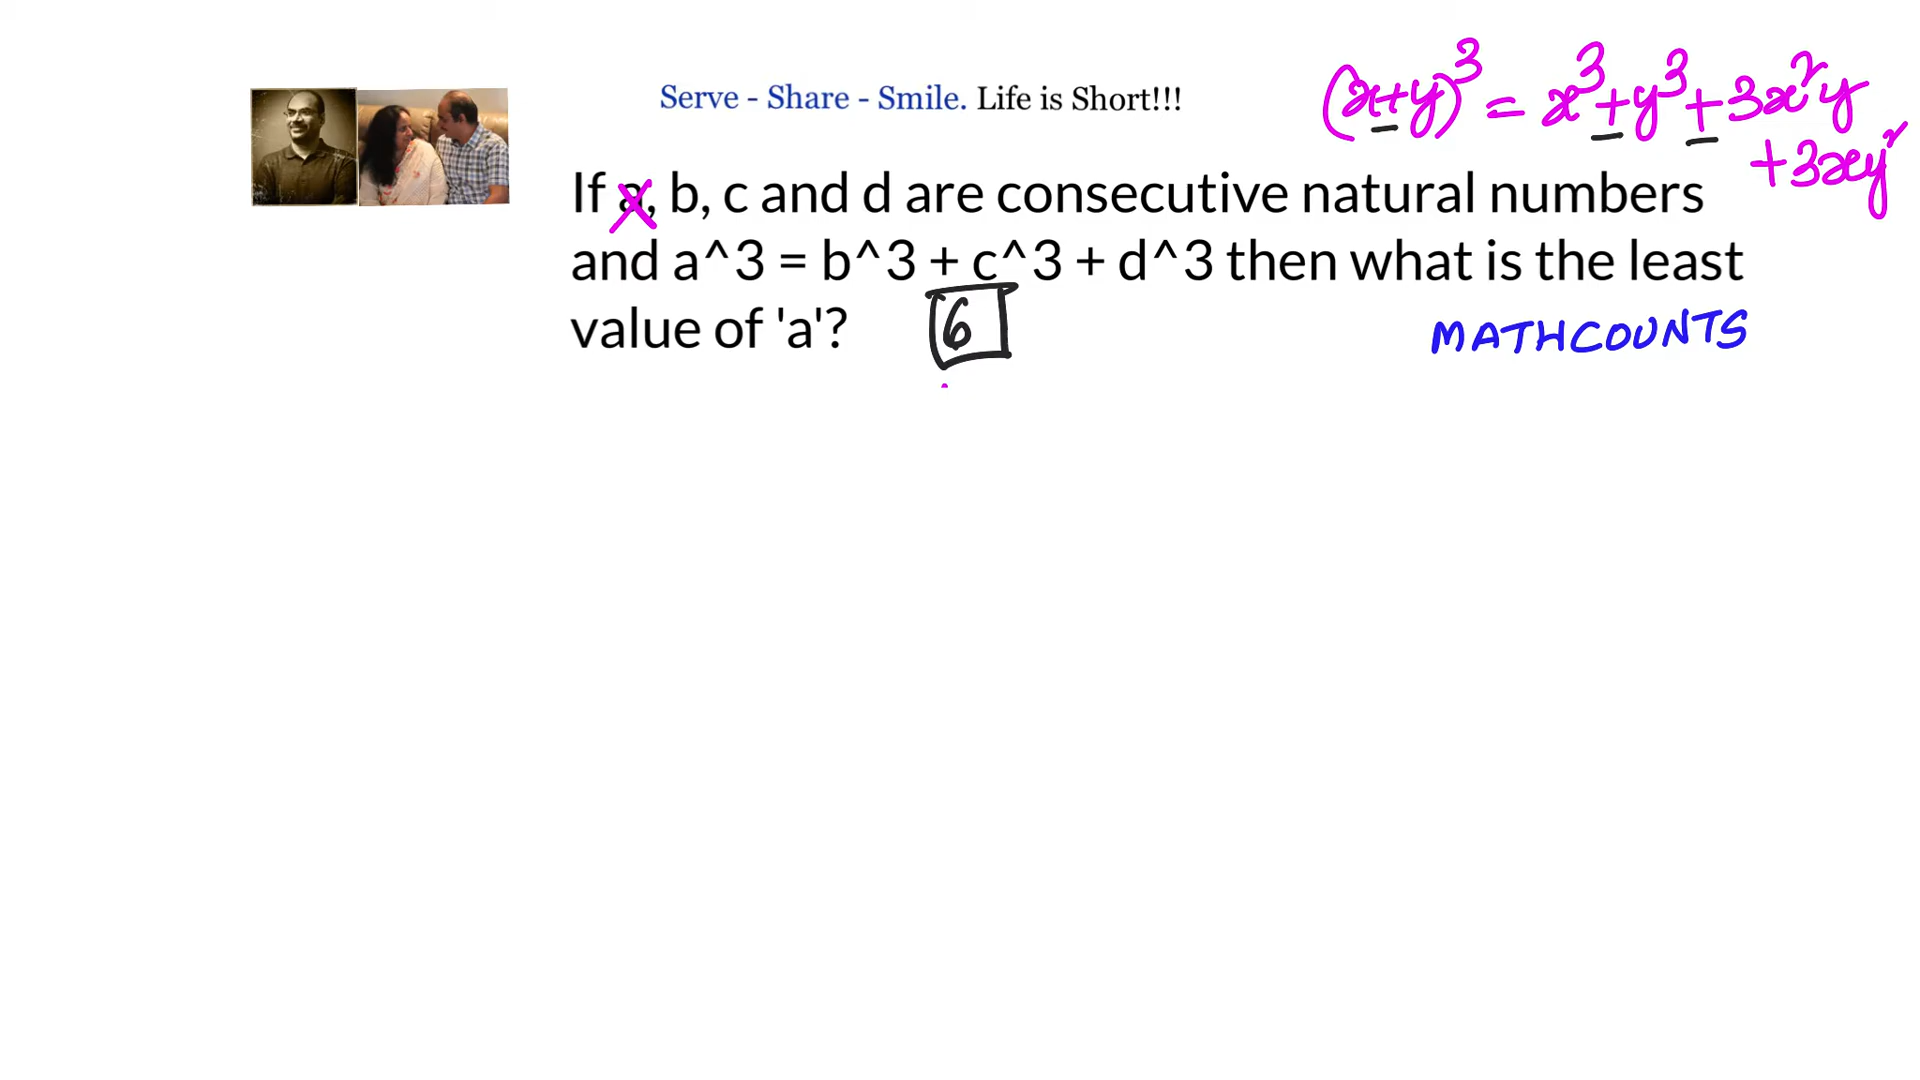 Serve - Share - Smile. Life is Short!!!
(x+y)^3 = x^3+y^3+3x^2y
+3xy^2
If a, b, c and d are consecutive natural numbers
and a^3 = b^3 + c^3 + d^3 then what is the least
value of 'a'? 6
MATHCOUNTS